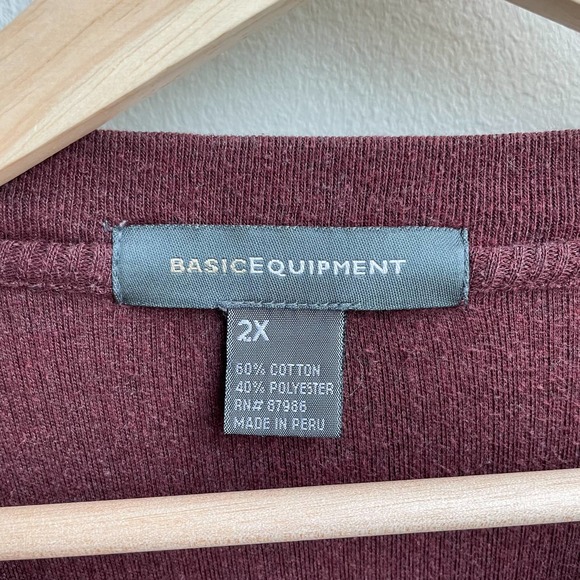 BASICEQUIPMENT
2X
60% COTTON
40% POLYESTER
RN# 87986
MADE IN PERU